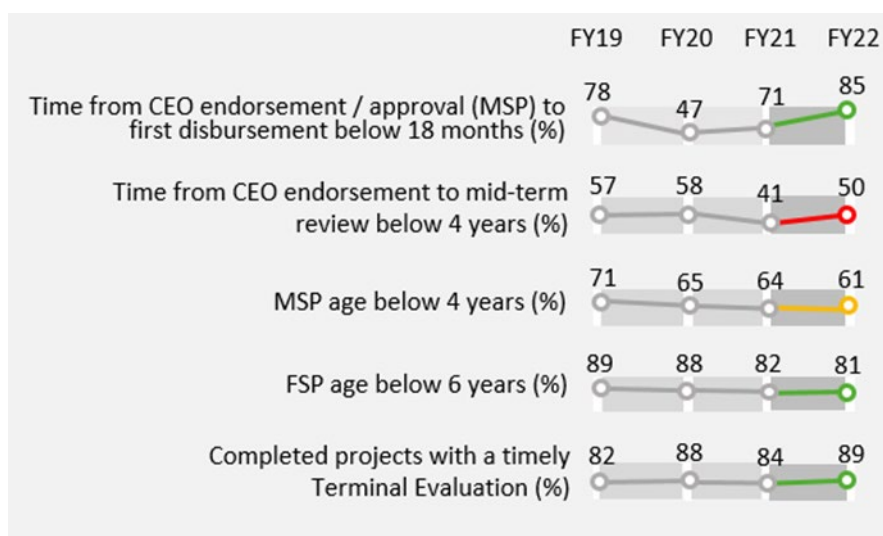 FY19 FY20 FY21 FY22
Time from CEO endorsement / approval (MSP) to
first disbursement below 18 months (%)
78 47 71 85
Time from CEO endorsement to mid-term
review below 4 years (%)
57 58 41 50
MSP age below 4 years (%)
71 65 64 61
FSP age below 6 years (%)
89 88 82 81
Completed projects with a timely
Terminal Evaluation (%)
82 88 84 89